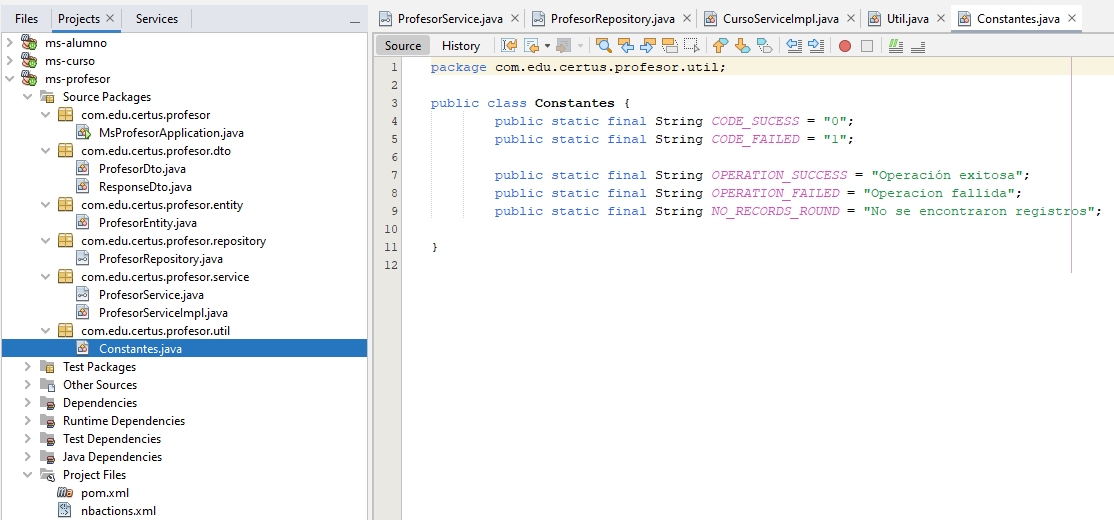 Files Projects Services
ms-alumno
ms-curso
ms-profesor
Source Packages
com.edu.certus.profesor
MsProfesorApplication.java
com.edu.certus.profesor.dto
ProfesorDto.java
ResponseDto.java
com.edu.certus.profesor.entity
ProfesorEntity.java
com.edu.certus.profesor.repository
ProfesorRepository.java
com.edu.certus.profesor.service
ProfesorService.java
ProfesorServiceImpl.java
com.edu.certus.profesor.util
Constantes.java
Test Packages
Other Sources
Dependencies
Runtime Dependencies
Test Dependencies
Java Dependencies
Project Files
pom.xml
nbactions.xml
ProfesorService.java ProfesorRepository.java CursoServiceImpl.java Util.java Constantes.java
Source History
1 package com.edu.certus.profesor.util;
2
3 public class Constantes {
4 public static final String CODE_SUCESS = "0";
5 public static final String CODE_FAILED = "1";
6
7 public static final String OPERATION_SUCCESS = "Operación exitosa";
8 public static final String OPERATION_FAILED = "Operacion fallida";
9 public static final String NO_RECORDS_ROUND = "No se encontraron registros";
10
11 }
12